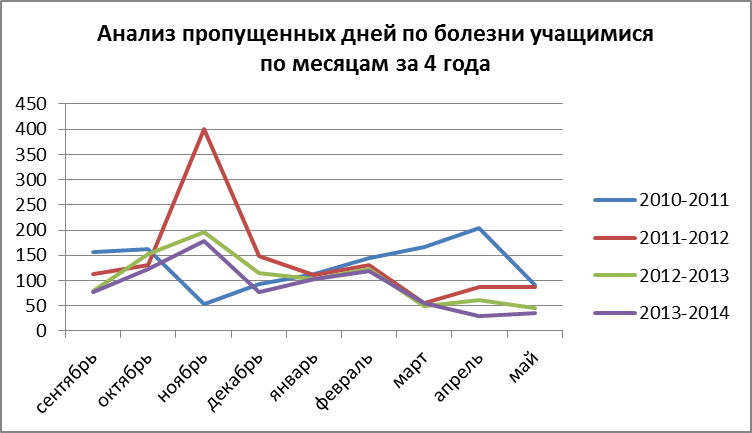 Анализ пропущенных дней по болезни учащимися
по месяцам за 4 года
450
400
350
300
250
200
150
100
50
0
сентябрь
октябрь
ноябрь
декабрь
январь
февраль
март
апрель
май
2010-2011
2011-2012
2012-2013
2013-2014